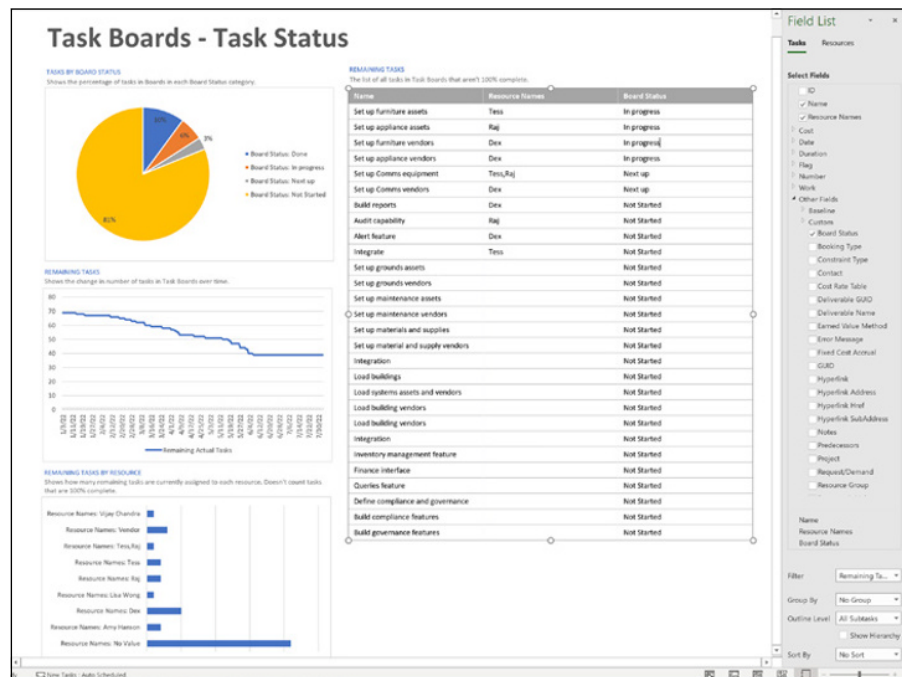 Task Boards - Task Status
TASKS BY BOARD STATUS
Shows the percentage of tasks in Boards in each Board Status category.
10%
6%
3%
81%
Board Status: Done
Board Status: In progress
Board Status: Next up
Board Status: Not Started
REMAINING TASKS
Shows the change in number of tasks in Task Boards over time.
80
70
60
50
40
30
20
10
0
Remaining Actual Tasks
REMAINING TASKS BY RESOURCE
Shows how many remaining tasks are currently assigned to each resource. Doesn't count tasks
that are 100% complete.
Resource Names: Vijay Chandra
Resource Names: Vendor
Resource Names: Tess,Raj
Resource Names: Tess
Resource Names: Raj
Resource Names: Lisa Wong
Resource Names: Dex
Resource Names: Amy Hanson
Resource Names: No Value
REMAINING TASKS
The list of all tasks in Task Boards that aren't 100% complete.
Name Resource Names Board Status
Set up furniture assets Tess In progress
Set up appliance assets Raj In progress
Set up furniture vendors Dex In progress
Set up appliance vendors Dex In progress
Set up Comms equipment Tess,Raj Next up
Set up Comms vendors Dex Next up
Build reports Dex Not Started
Audit capability Raj Not Started
Alert feature Dex Not Started
Integrate Tess Not Started
Set up grounds assets Not Started
Set up grounds vendors Not Started
Set up maintenance assets Not Started
Set up maintenance vendors Not Started
Set up materials and supplies Not Started
Set up material and supply vendors Not Started
Integration Not Started
Load buildings Not Started
Load systems assets and vendors Not Started
Load building vendors Not Started
Load building vendors Not Started
Integration Not Started
Inventory management feature Not Started
Finance interface Not Started
Queries feature Not Started
Define compliance and governance Not Started
Build compliance features Not Started
Build governance features Not Started
Field List
Tasks Resources
Select Fields
ID
Name
Resource Names
Cost
Date
Duration
Flag
Number
Work
Other Fields
Baseline
Custom
Board Status
Booking Type
Constraint Type
Contact
Cost Rate Table
Deliverable GUID
Deliverable Name
Earned Value Method
Error Message
Fixed Cost Accrual
GUID
Hyperlink
Hyperlink Address
Hyperlink Href
Hyperlink SubAddress
Notes
Predecessors
Project
Request/Demand
Resource Group
Name
Resource Names
Board Status
Filter Remaining Ta...
Group By No Group
Outline Level All Subtasks
Show Hierarchy
Sort By No Sort
New Tasks : Auto Scheduled